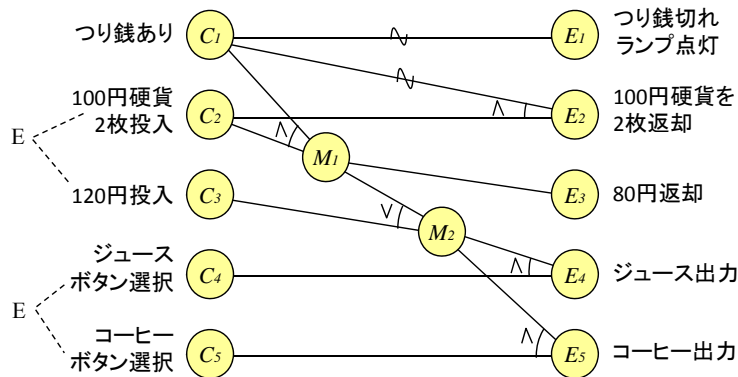 つり銭あり
C1
E1
つり銭切れ
ランプ点灯
100円硬貨
2枚投入
C2
∧
E2
100円硬貨を
2枚返却
E
∧
M1
120円投入
C3
∨
M2
E3
80円返却
ジュース
ボタン選択
C4
∧
E4
ジュース出力
E
コーヒー
ボタン選択
C5
∧
E5
コーヒー出力